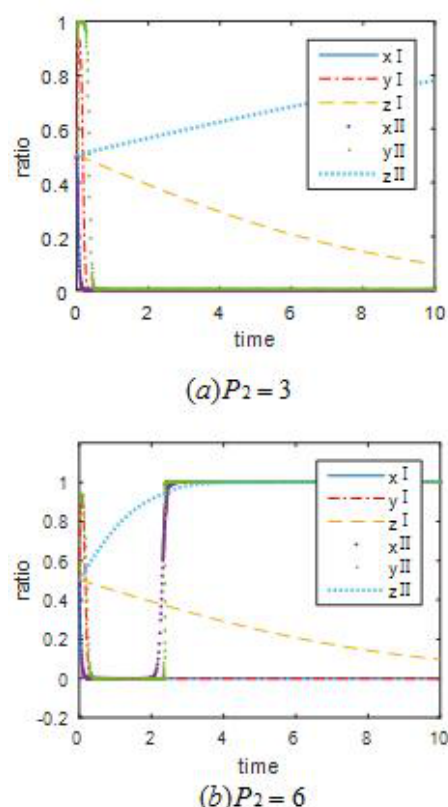 1
0.8
0.6
0.4
0.2
0
ratio
x I
y I
z I
x II
y II
z II
0 2 4 6 8 10
time
(a)P2 = 3
1.2
1
0.8
0.6
0.4
0.2
0
-0.2
ratio
x I
y I
z I
x II
y II
z II
0 2 4 6 8 10
time
(b)P2 = 6